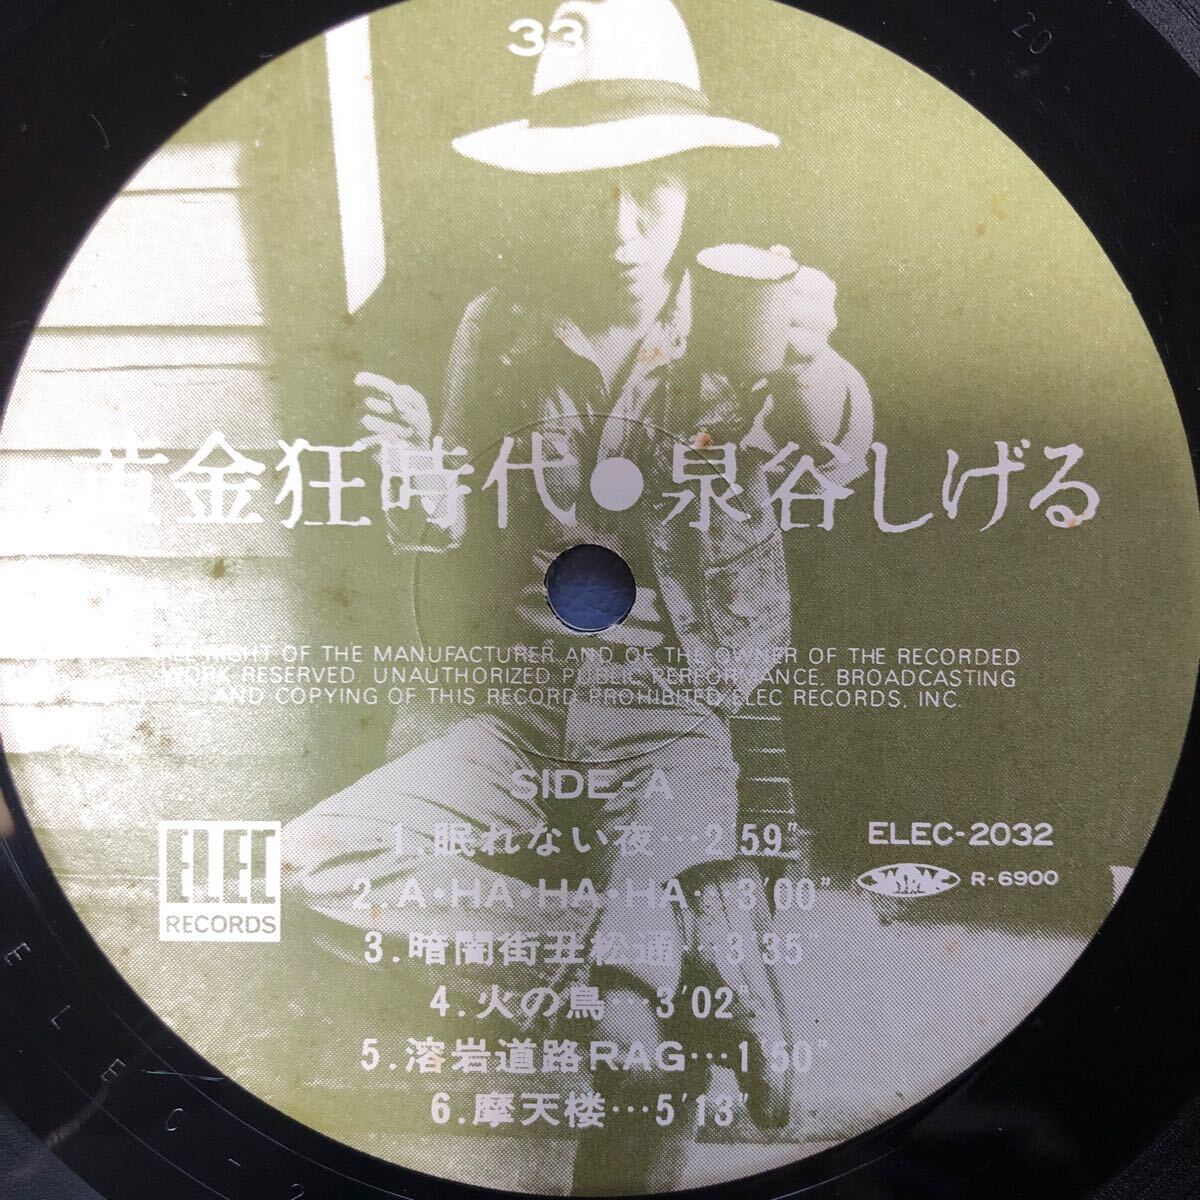 33
20
黄金狂時代●泉谷しげる
ALL RIGHT OF THE MANUFACTURER AND OF THE OWNER OF THE RECORDED
WORK RESERVED. UNAUTHORIZED PUBLIC PERFORMANCE, BROADCASTING
AND COPYING OF THIS RECORD PROHIBITED ELEC RECORDS, INC.
SIDE-A
1.眠れない夜…2'59"
2.A・HA・HA・HA…3'00"
3.暗闇街丑松通…3'35"
4.火の鳥…3'02"
5.溶岩道路RAG…1'50"
6.摩天楼…5'13"
ELEC
RECORDS
ELEC-2032
R-6900
E L E C - 2